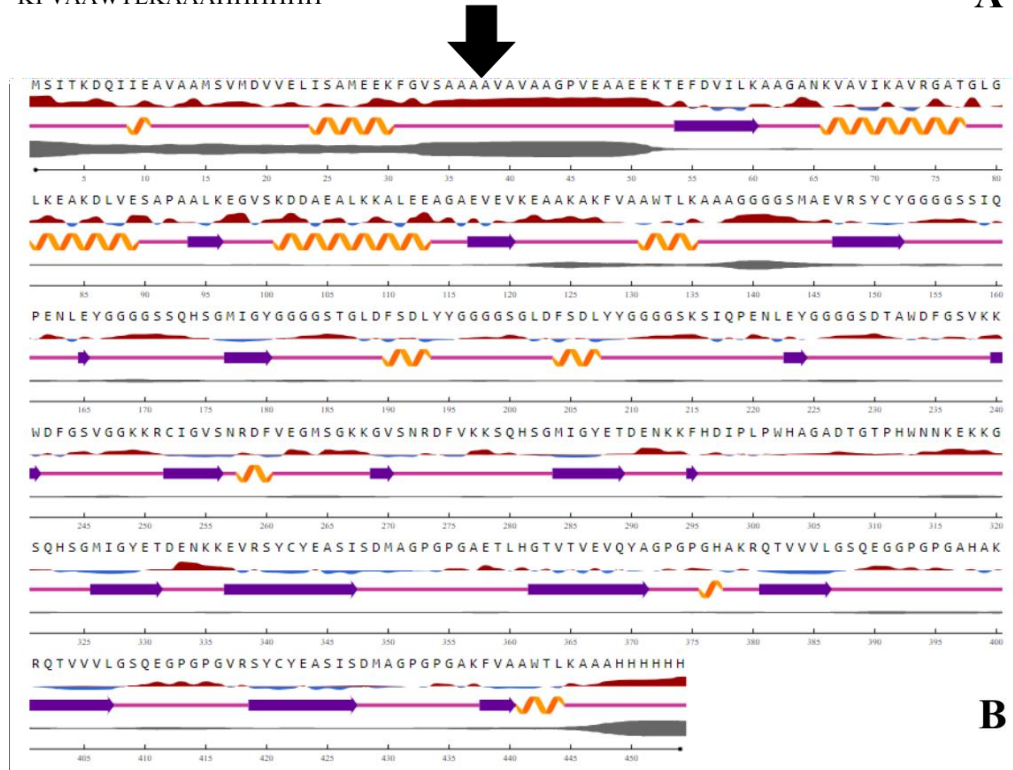 KFVAAWTLKAAAHHHHHH
A
MSITKDQIIEAVAAMSVMDVVELISAMEEKFGVSAAAAVAVAAGPVEAAEEKTEFDVILKAAGANKVAVIKAVRGATGLG
5 10 15 20 25 30 35 40 45 50 55 60 65 70 75 80
LKEAKDLVESAPAALKEGVSKDDAEALKKALEEAGAEVEVKEAAKAKFVAAWTLKAAAGGGGSMAEVRSYCYGGGGSSIQ
85 90 95 100 105 110 115 120 125 130 135 140 145 150 155 160
PENLEYGGGGSSQHSGMIGYGGGGSTGLDFSDLYYGGGGSGLDFSDLYYGGGGSKSIQPENLEYGGGGSDTAWDFGSVKK
165 170 175 180 185 190 195 200 205 210 215 220 225 230 235 240
WDFGSVGGKKRCIGVSNRDFVEGMSGKKGVSNRDFVKKSQHSGMIGYETDENKKFHDIPLPWHAGADTGTPHWNNKEKKG
245 250 255 260 265 270 275 280 285 290 295 300 305 310 315 320
SQHSGMIGYETDENKKEVRSYCYEASISDMAGPGPGAETLHGTVTVEVQYAGPGPGHAKRQTVVVLGSQEGGPGPGAHAK
325 330 335 340 345 350 355 360 365 370 375 380 385 390 395 400
RQTVVVLGSQEGPGPGVRSYCYEASISDMAGPGPGAKFVAAWTLKAAAHHHHHH
405 410 415 420 425 430 435 440 445 450
B